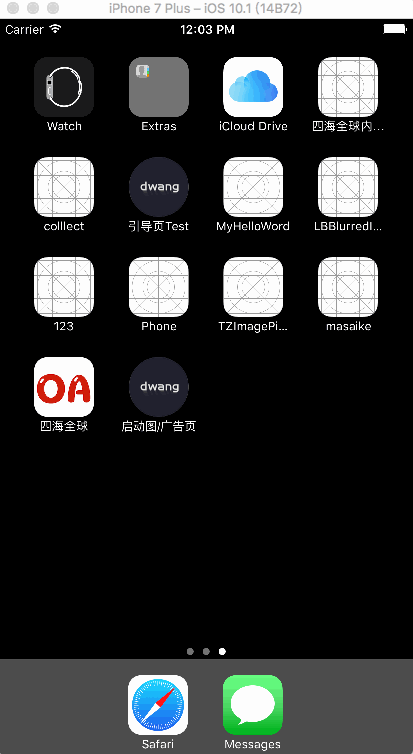 iPhone 7 Plus – iOS 10.1 (14B72)
Carrier 12:03 PM
Watch Extras iCloud Drive 四海全球内...
dwang
colllect 引导页Test MyHelloWord LBBlurredI...
123 Phone TZImagePi... masaike
OA dwang
四海全球 启动图/广告页
Safari Messages